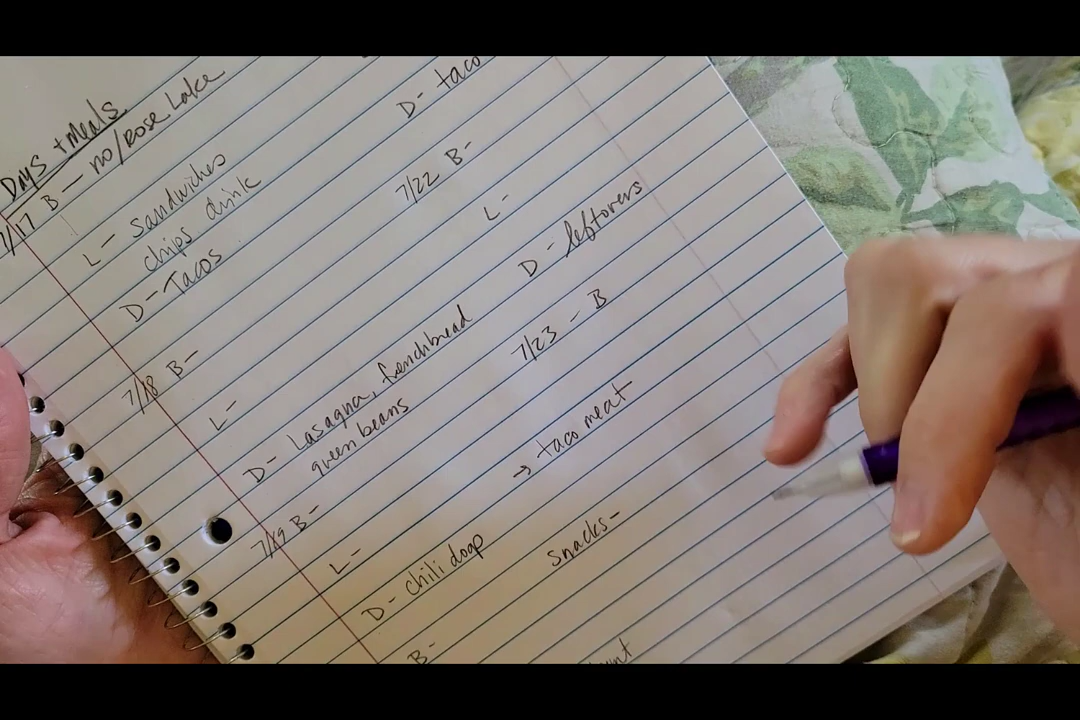 Days + Meals
7/17 B - no/Rose Lake
L - Sandwiches
chips drink
D - Tacos
7/18 B -
L -
D - Lasagna, frenchbread
green beans
7/19 B -
L -
D - chili dogp
B -
D - taco
7/22 B -
L -
D - leftovers
7/23 - B
→ taco meat
Snacks -